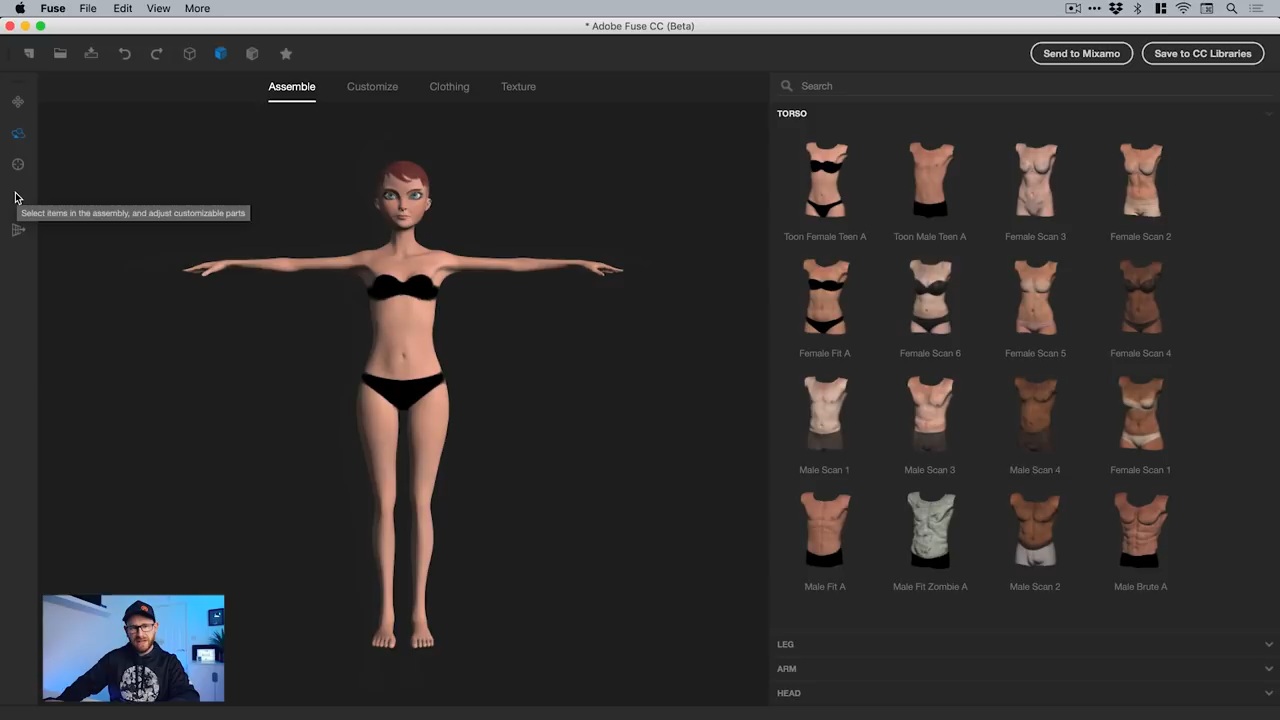 Fuse File Edit View More
* Adobe Fuse CC (Beta)
Send to Mixamo Save to CC Libraries
Assemble Customize Clothing Texture
Search
TORSO
Toon Female Teen A Toon Male Teen A Female Scan 3 Female Scan 2
Select items in the assembly, and adjust customizable parts
Female Fit A Female Scan 6 Female Scan 5 Female Scan 4
Male Scan 1 Male Scan 3 Male Scan 4 Female Scan 1
Male Fit A Male Fit Zombie A Male Scan 2 Male Brute A
LEG
ARM
HEAD